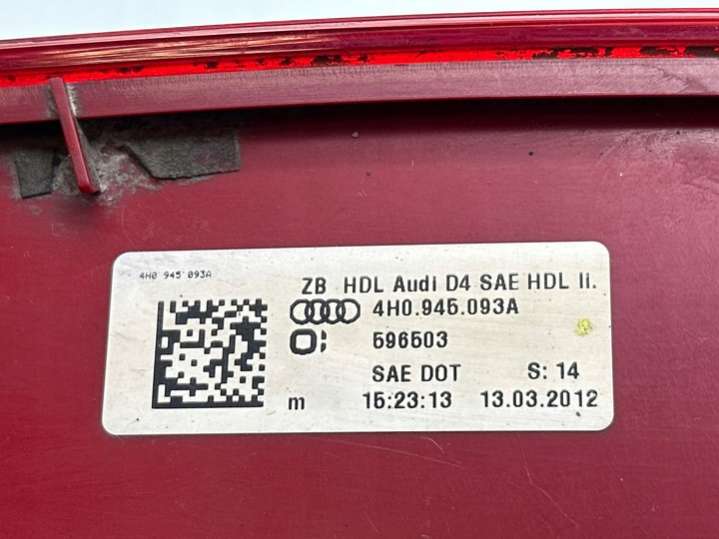 4H0 945 093A
ZB HDL Audi D4 SAE HDL li.
4H0.945.093A
596503
SAE DOT S: 14
m 15:23:13 13.03.2012